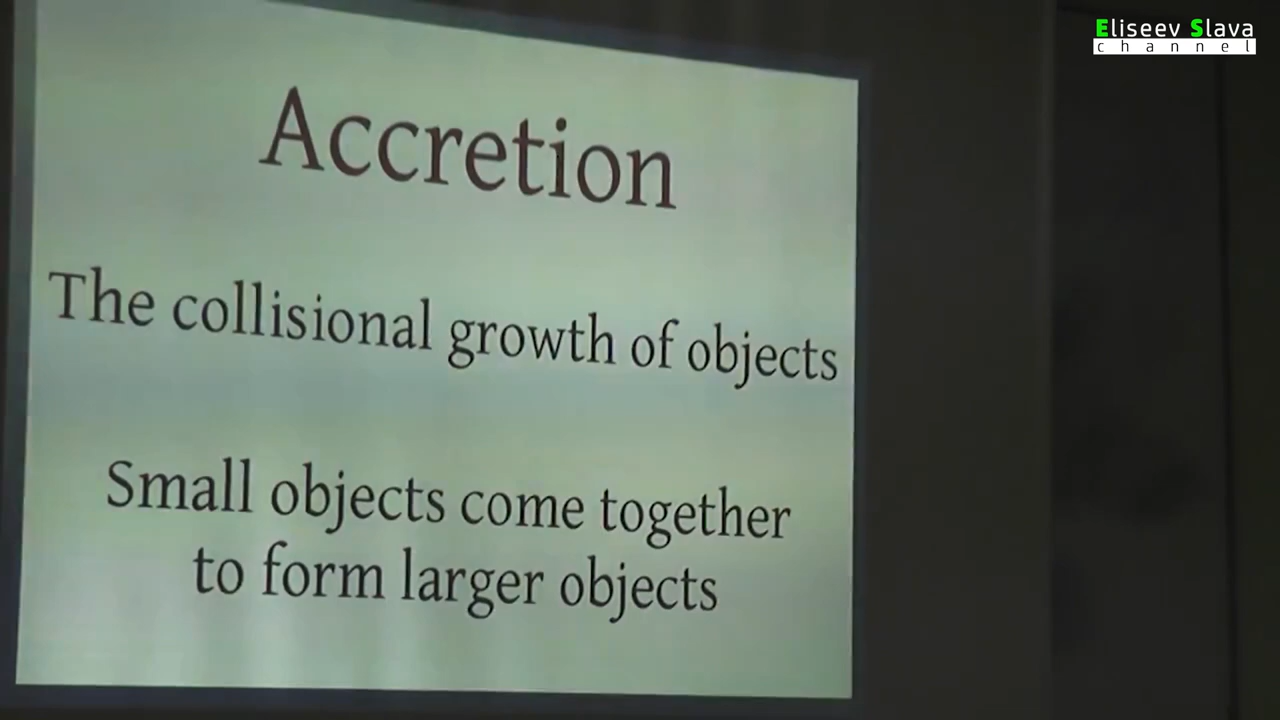 Eliseev Slava
channel
Accretion
The collisional growth of objects
Small objects come together
to form larger objects